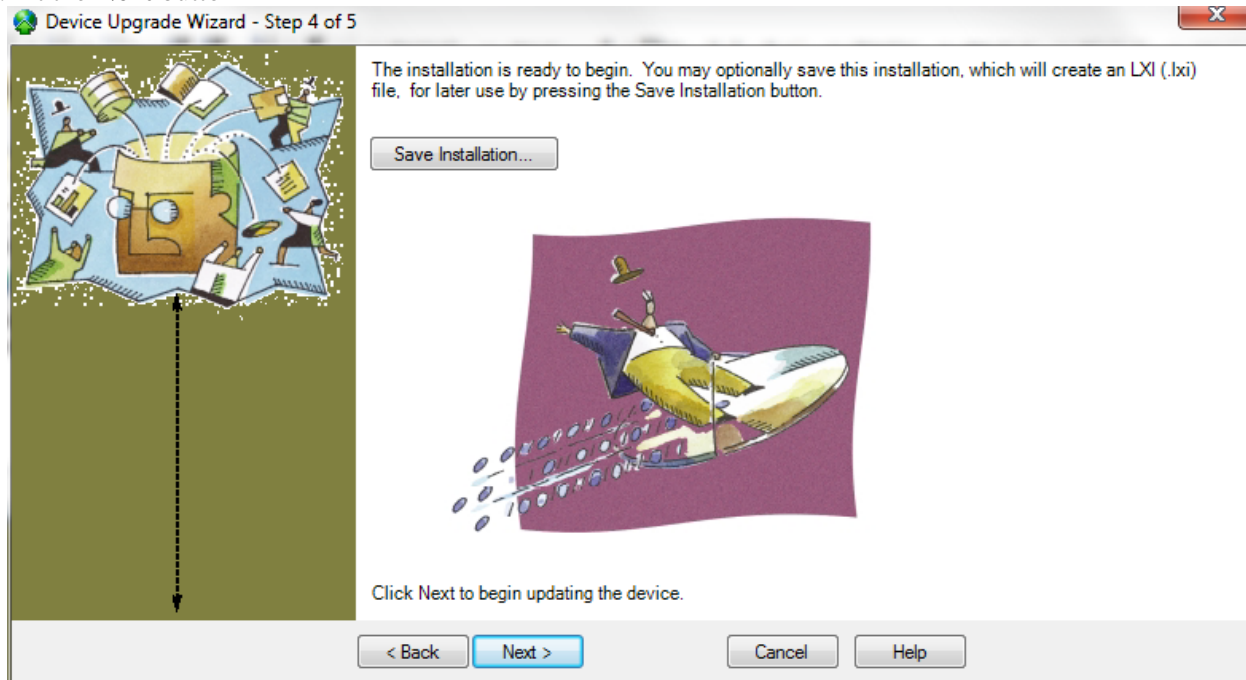 Device Upgrade Wizard - Step 4 of 5
The installation is ready to begin.  You may optionally save this installation, which will create an LXI (.lxi)
file,  for later use by pressing the Save Installation button.
Save Installation...
Click Next to begin updating the device.
< Back
Next >
Cancel
Help